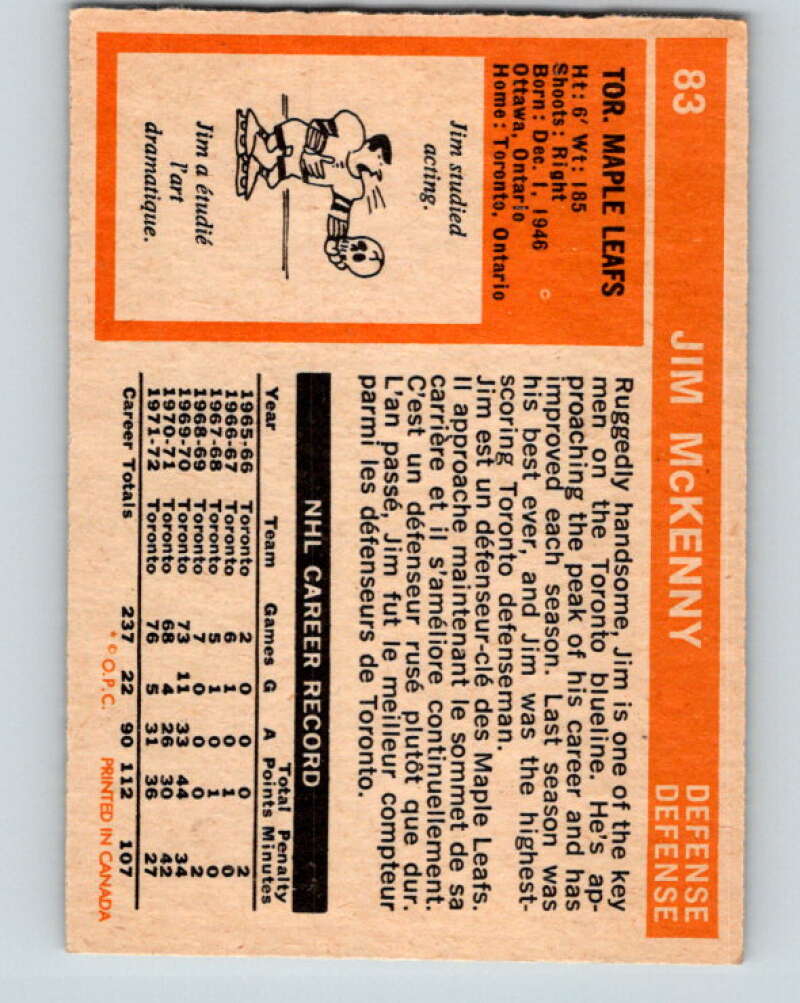 83 JIM McKENNY DEFENSE
DEFENSE
TOR. MAPLE LEAFS
Ht: 6' Wt: 185
Shoots: Right
Born: Dec. 1, 1946
Ottawa, Ontario
Home: Toronto, Ontario
Jim studied
acting.
Jim a étudié
l'art
dramatique.
Ruggedly handsome, Jim is one of the key
men on the Toronto blueline. He's ap-
proaching the peak of his career and has
improved each season. Last season was
his best ever, and Jim was the highest-
scoring Toronto defenseman.
Jim est un défenseur-clé des Maple Leafs.
Il approache maintenant le sommet de sa
carrière et il s'améliore continuellement.
C'est un défenseur rusé plutôt que dur.
L'an passé, Jim fut le meilleur compteur
parmi les défenseurs de Toronto.
NHL CAREER RECORD
Total Penalty
Year Team Games G A Points Minutes
1965-66 Toronto 2 0 0 0 2
1966-67 Toronto 6 1 0 1 0
1967-68 Toronto 5 1 0 1 0
1968-69 Toronto 7 0 0 0 2
1969-70 Toronto 73 11 33 44 34
1970-71 Toronto 68 4 26 30 42
1971-72 Toronto 76 5 31 36 27
Career Totals 237 22 90 112 107
* © O.P.C. PRINTED IN CANADA